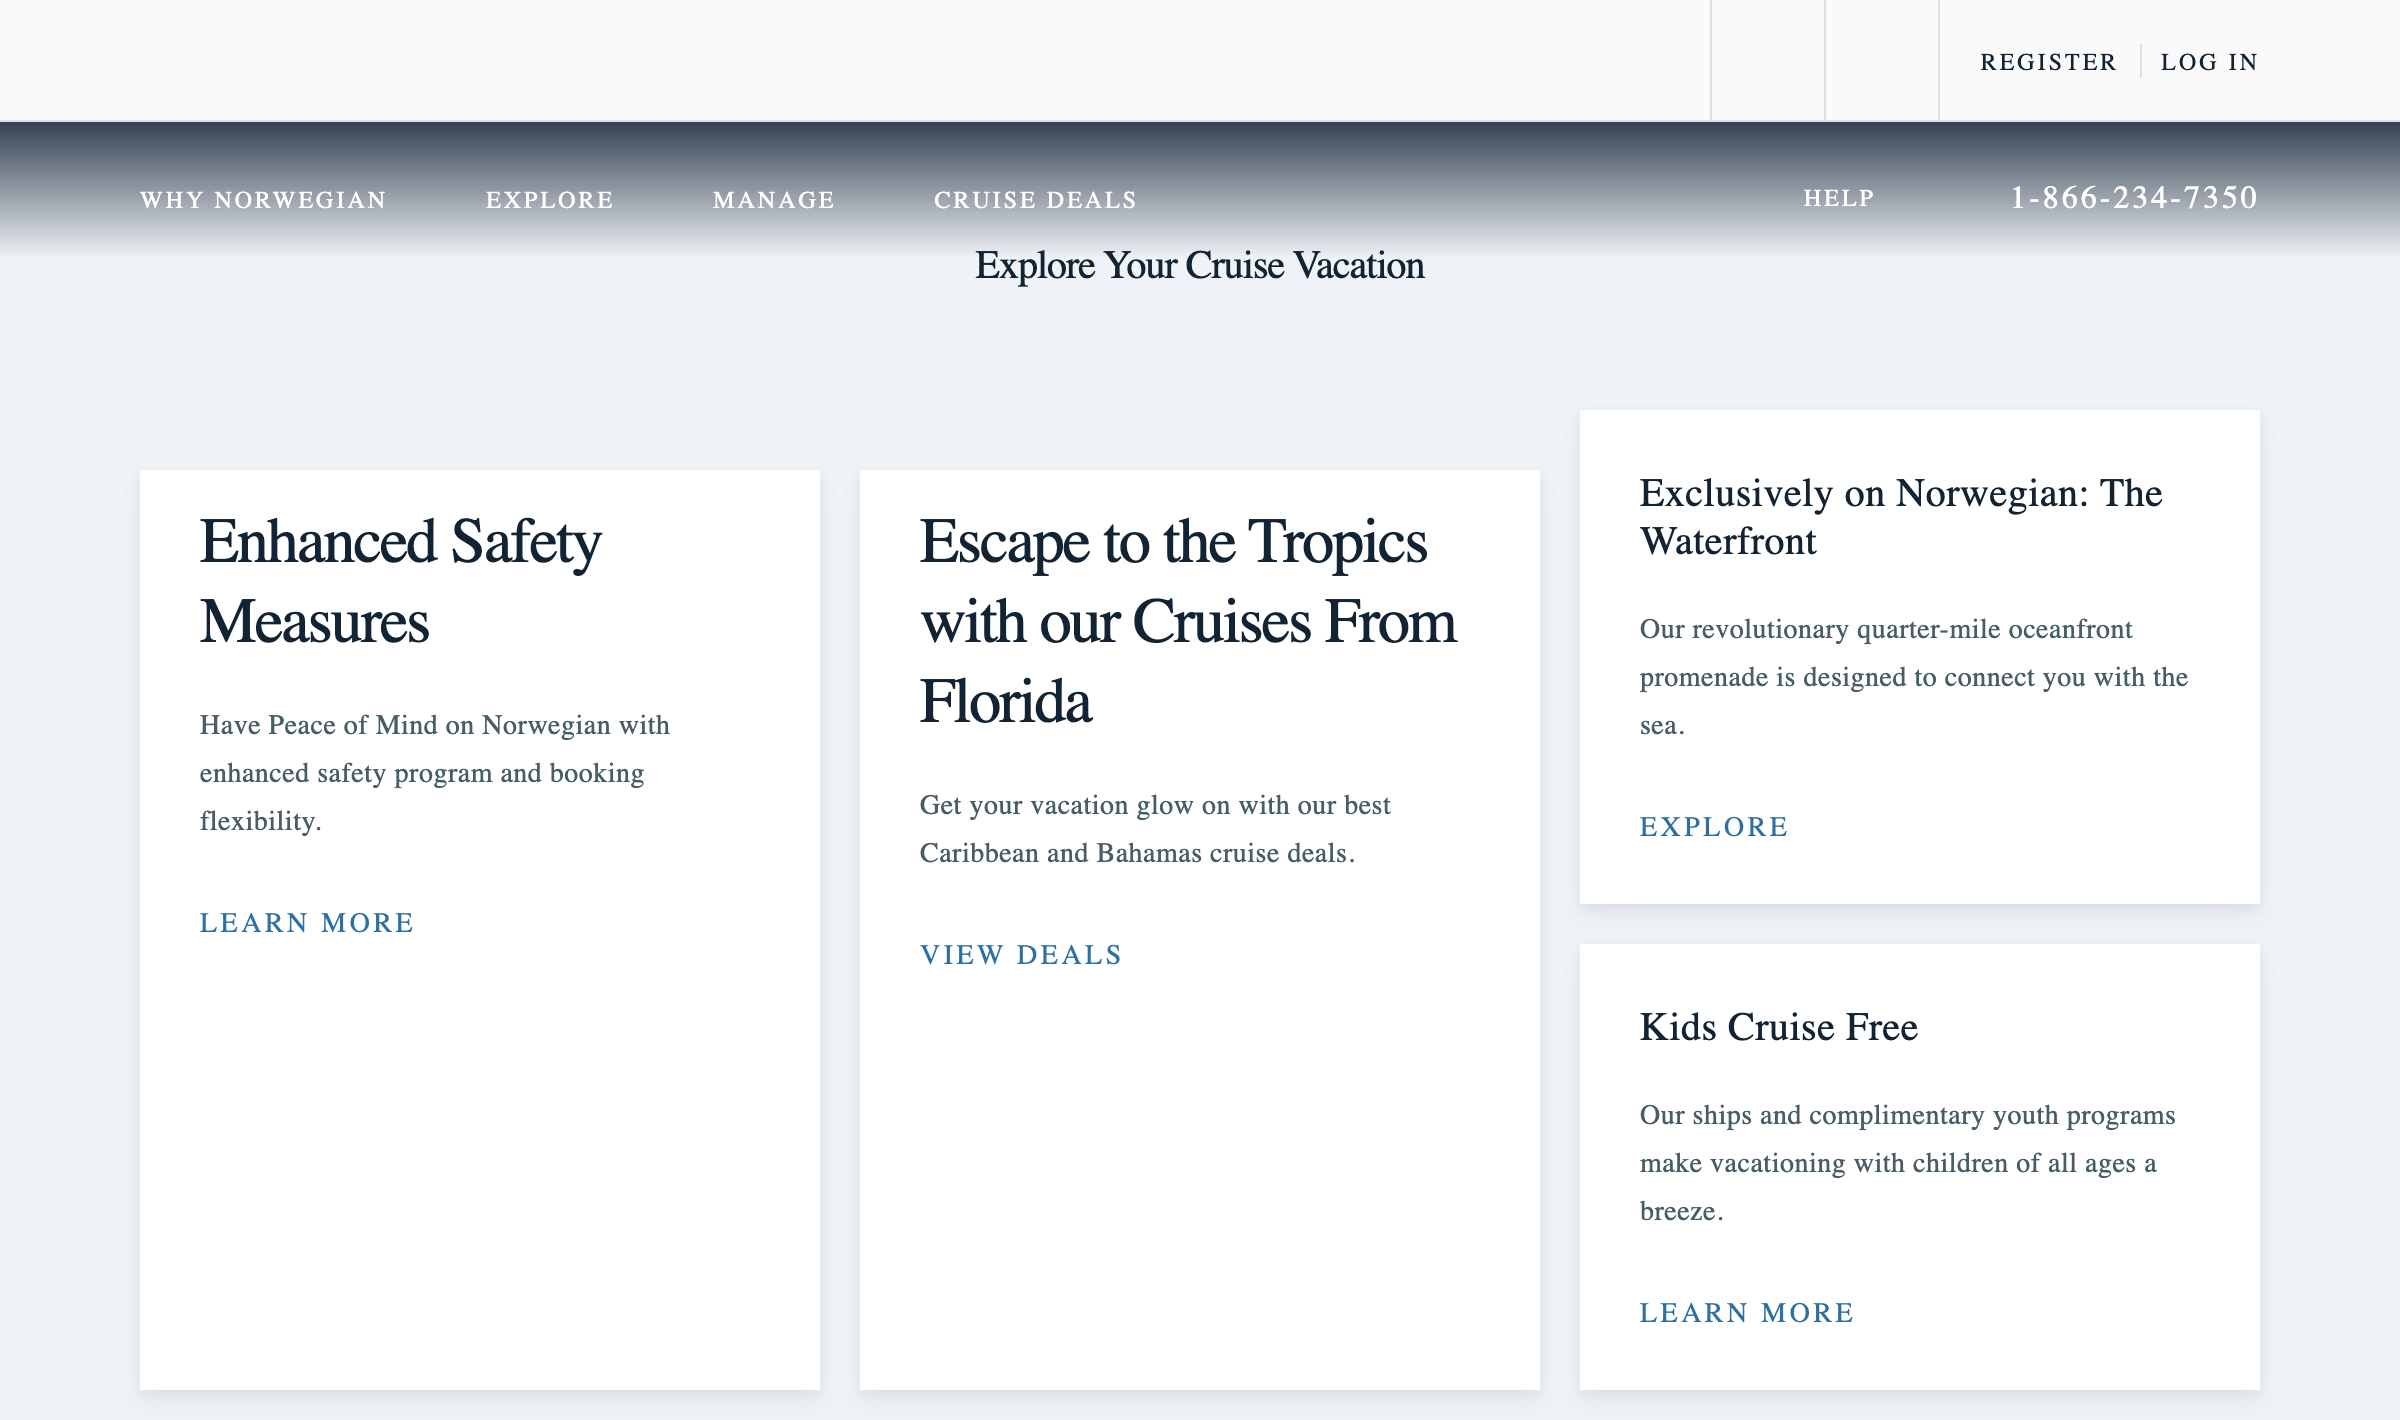 REGISTER
LOG IN
WHY NORWEGIAN
EXPLORE
MANAGE
CRUISE DEALS
HELP
1-866-234-7350
Explore Your Cruise Vacation
Enhanced Safety
Measures
Have Peace of Mind on Norwegian with
enhanced safety program and booking
flexibility.
LEARN MORE
Escape to the Tropics
with our Cruises From
Florida
Get your vacation glow on with our best
Caribbean and Bahamas cruise deals.
VIEW DEALS
Exclusively on Norwegian: The
Waterfront
Our revolutionary quarter-mile oceanfront
promenade is designed to connect you with the
sea.
EXPLORE
Kids Cruise Free
Our ships and complimentary youth programs
make vacationing with children of all ages a
breeze.
LEARN MORE